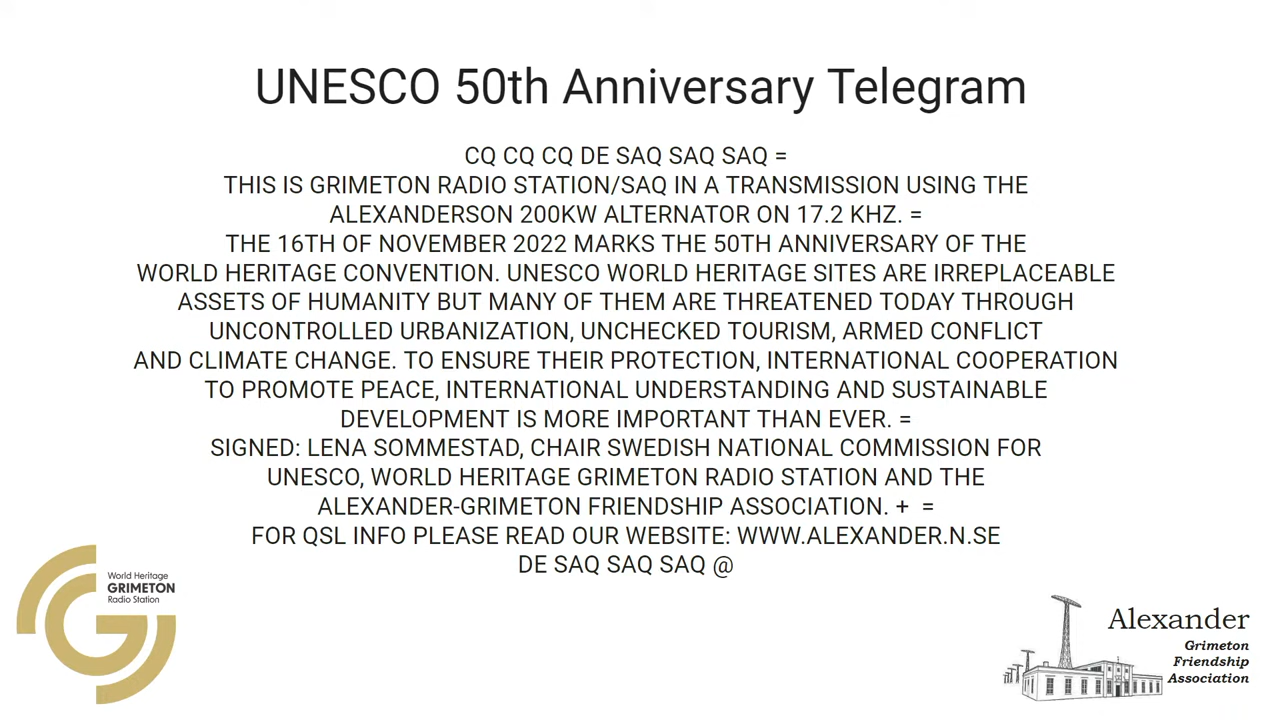 UNESCO 50th Anniversary Telegram
CQ CQ CQ DE SAQ SAQ SAQ =
THIS IS GRIMETON RADIO STATION/SAQ IN A TRANSMISSION USING THE
ALEXANDERSON 200KW ALTERNATOR ON 17.2 KHZ. =
THE 16TH OF NOVEMBER 2022 MARKS THE 50TH ANNIVERSARY OF THE
WORLD HERITAGE CONVENTION. UNESCO WORLD HERITAGE SITES ARE IRREPLACEABLE
ASSETS OF HUMANITY BUT MANY OF THEM ARE THREATENED TODAY THROUGH
UNCONTROLLED URBANIZATION, UNCHECKED TOURISM, ARMED CONFLICT
AND CLIMATE CHANGE. TO ENSURE THEIR PROTECTION, INTERNATIONAL COOPERATION
TO PROMOTE PEACE, INTERNATIONAL UNDERSTANDING AND SUSTAINABLE
DEVELOPMENT IS MORE IMPORTANT THAN EVER. =
SIGNED: LENA SOMMESTAD, CHAIR SWEDISH NATIONAL COMMISSION FOR
UNESCO, WORLD HERITAGE GRIMETON RADIO STATION AND THE
ALEXANDER-GRIMETON FRIENDSHIP ASSOCIATION. + =
FOR QSL INFO PLEASE READ OUR WEBSITE: WWW.ALEXANDER.N.SE
DE SAQ SAQ SAQ @
World Heritage
GRIMETON
Radio Station
Alexander
Grimeton
Friendship
Association